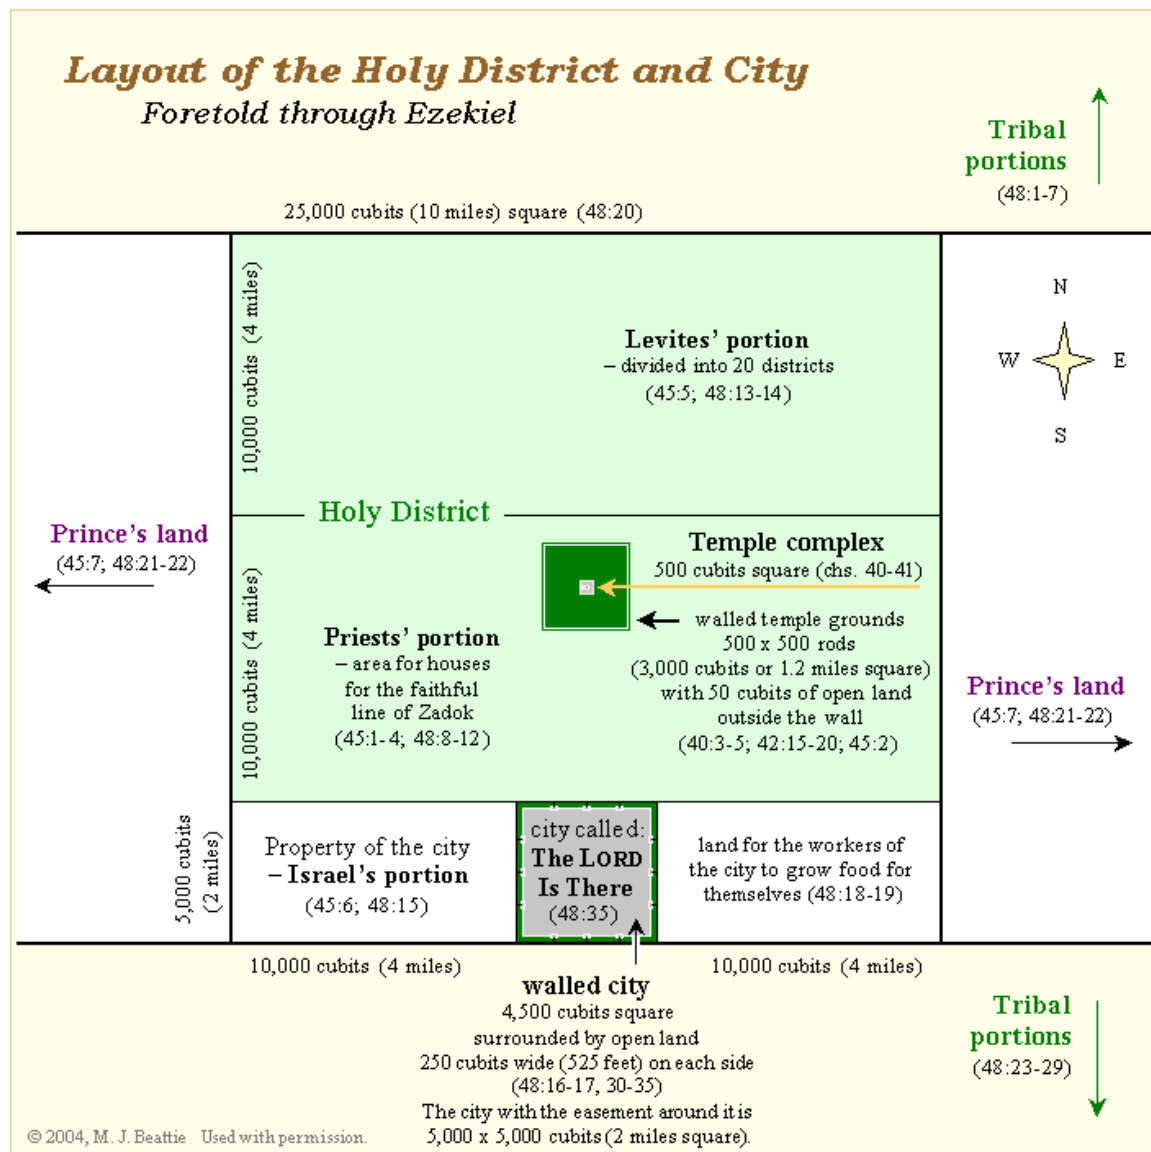 Layout of the Holy District and City
Foretold through Ezekiel
Tribal
portions
(48:1-7)
25,000 cubits (10 miles) square (48:20)
10,000 cubits (4 miles)
Levites’ portion
– divided into 20 districts
(45:5; 48:13-14)
N
W E
S
Holy District
Prince’s land
(45:7; 48:21-22)
10,000 cubits (4 miles)
Priests’ portion
– area for houses
for the faithful
line of Zadok
(45:1-4; 48:8-12)
Temple complex
500 cubits square (chs. 40-41)
walled temple grounds
500 x 500 rods
(3,000 cubits or 1.2 miles square)
with 50 cubits of open land
outside the wall
(40:3-5; 42:15-20; 45:2)
Prince’s land
(45:7; 48:21-22)
5,000 cubits
(2 miles)
Property of the city
– Israel’s portion
(45:6; 48:15)
city called:
The LORD
Is There
(48:35)
land for the workers of
the city to grow food for
themselves (48:18-19)
10,000 cubits (4 miles)
10,000 cubits (4 miles)
walled city
4,500 cubits square
surrounded by open land
250 cubits wide (525 feet) on each side
(48:16-17, 30-35)
The city with the easement around it is
5,000 x 5,000 cubits (2 miles square).
Tribal
portions
(48:23-29)
© 2004, M. J. Beattie Used with permission.